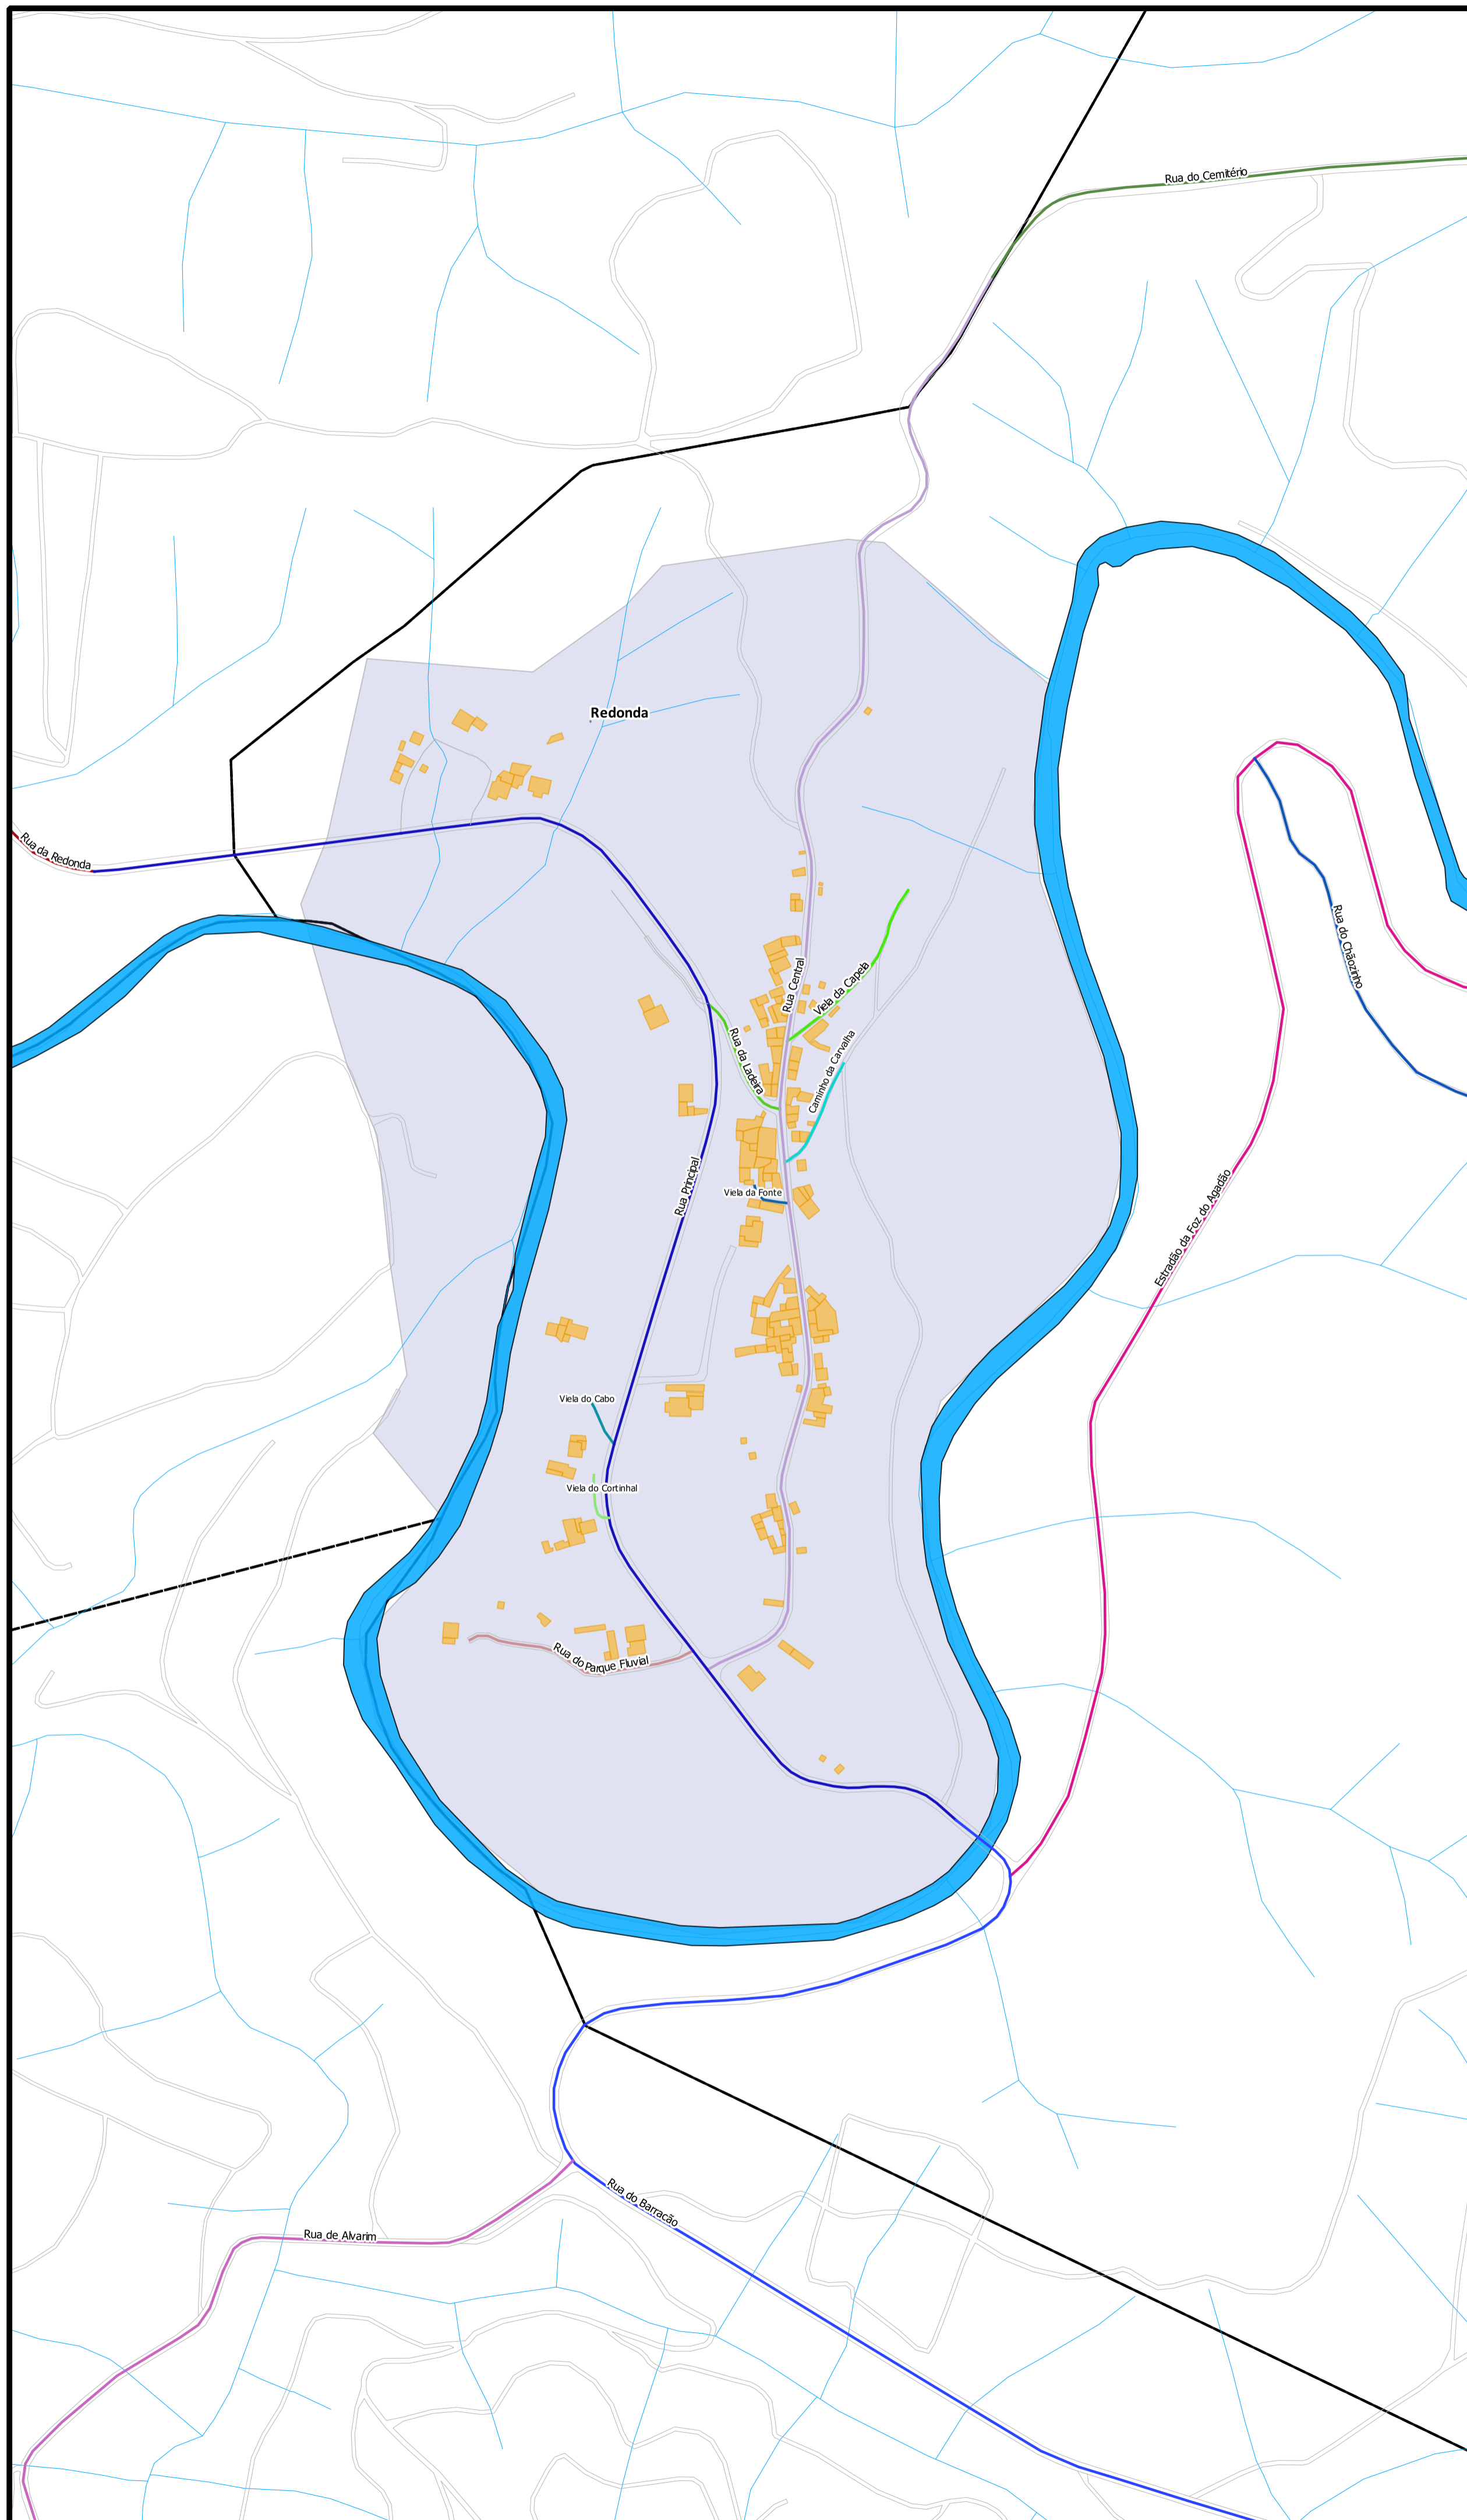 Rua do Cemitério
Redonda
Rua da Redonda
Rua do Chãozinho
Rua Central
Viela da Capela
Rua da Ladeira
Caminho da Carvalha
Rua Principal
Viela da Fonte
Estradão da Foz do Agadão
Viela do Cabo
Viela do Cortinhal
Rua do Parque Fluvial
Rua do Barracão
Rua de Alvarim